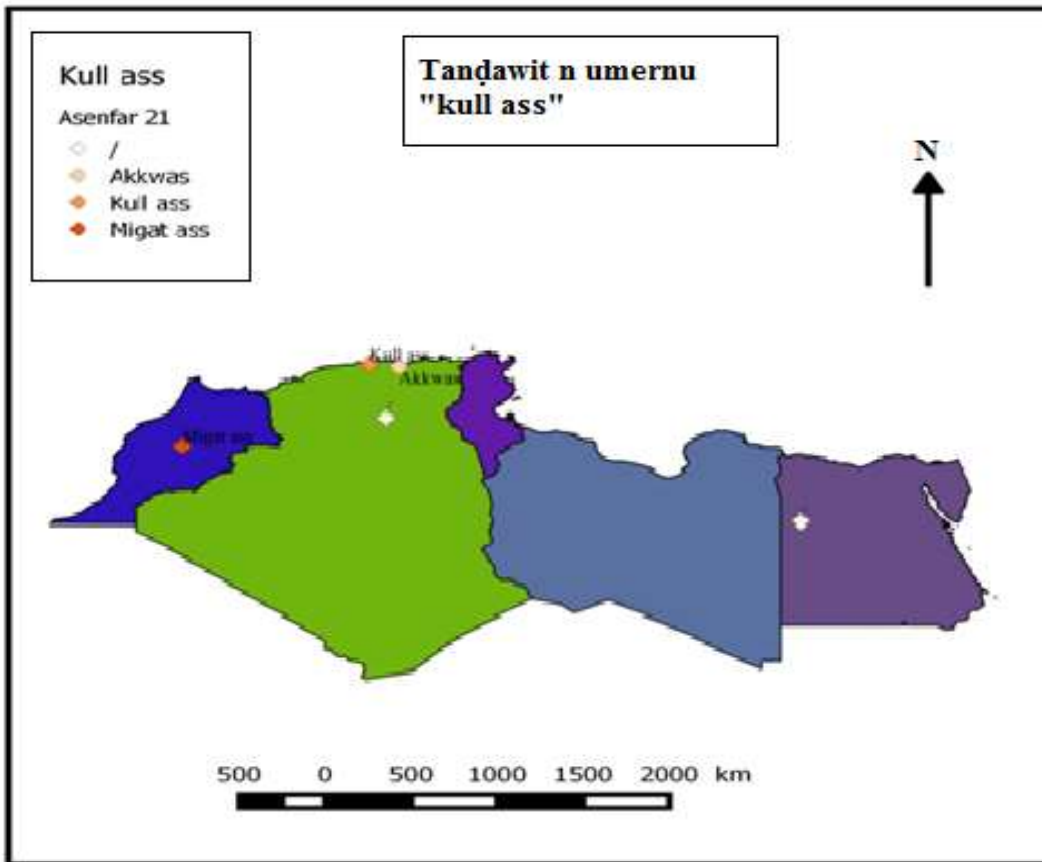 Kull ass
Asenfar 21
/
Akkwas
Kull ass
Migat ass
Tanḍawit n umernu
"kull ass"
N
Kull ass
Akkwas
Migat ass
500 0 500 1000 1500 2000 km